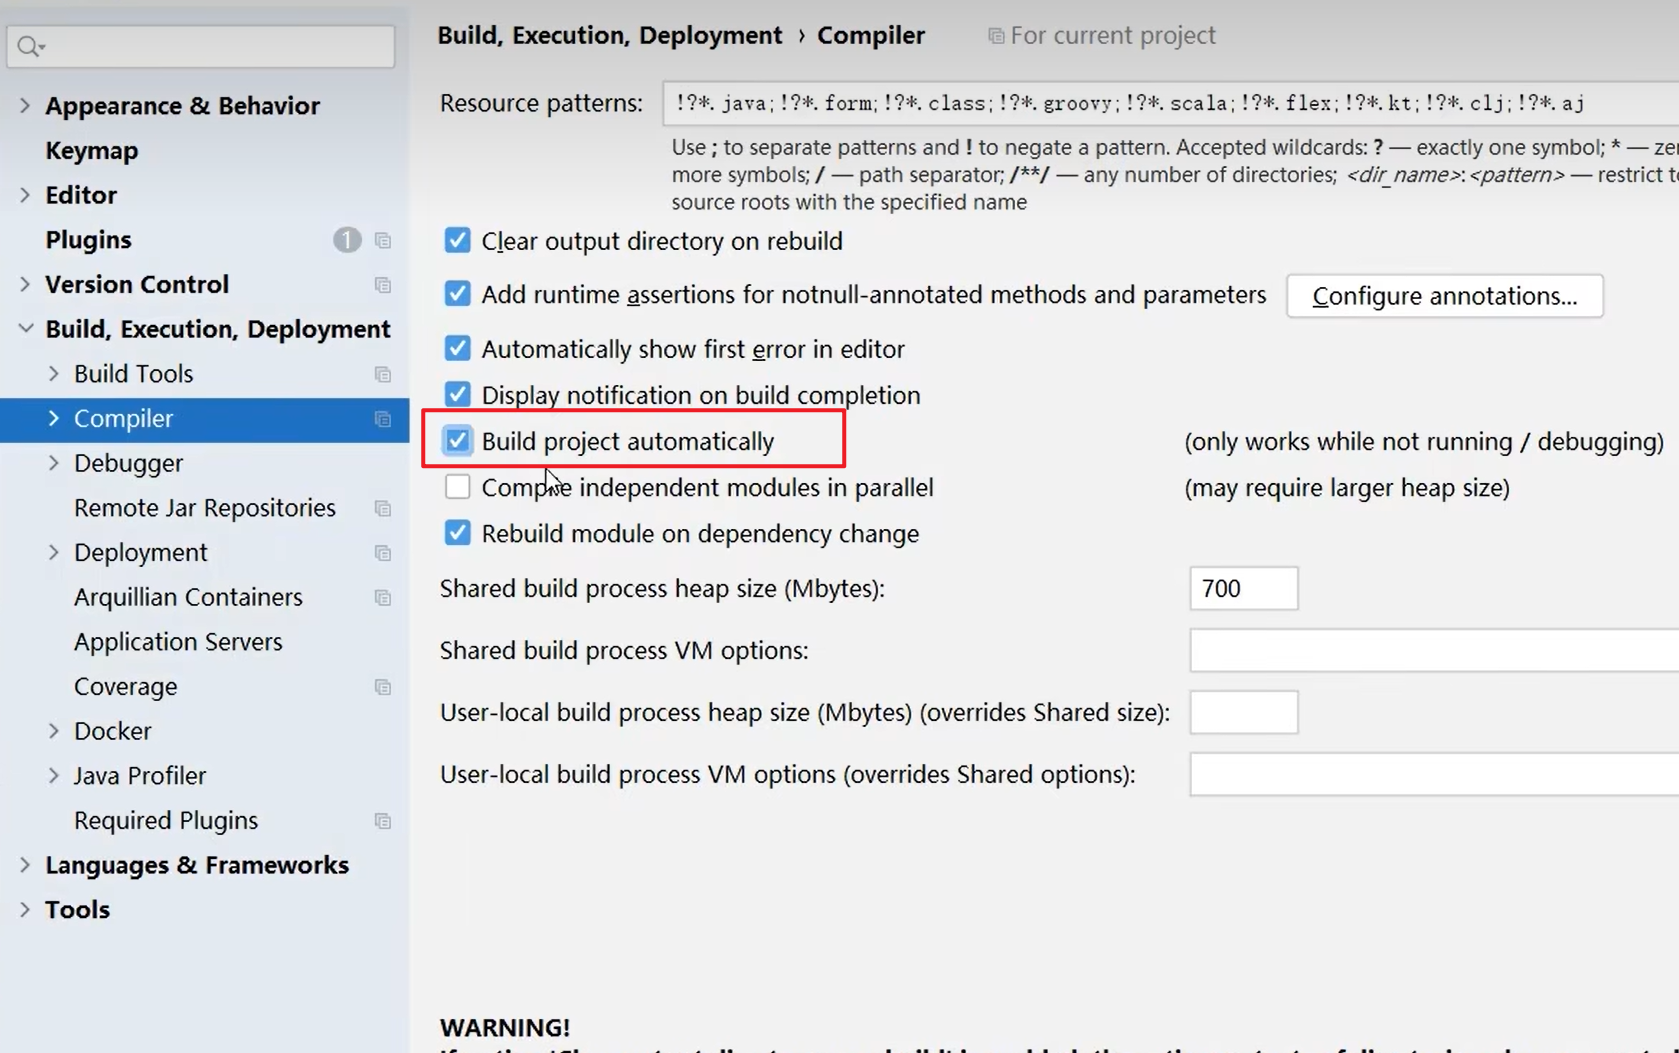 Build, Execution, Deployment › Compiler For current project
Appearance & Behavior
Keymap
Editor
Plugins 1
Version Control
Build, Execution, Deployment
Build Tools
Compiler
Debugger
Remote Jar Repositories
Deployment
Arquillian Containers
Application Servers
Coverage
Docker
Java Profiler
Required Plugins
Languages & Frameworks
Tools
Resource patterns: !?*.java;!?*.form;!?*.class;!?*.groovy;!?*.scala;!?*.flex;!?*.kt;!?*.clj;!?*.aj
Use ; to separate patterns and ! to negate a pattern. Accepted wildcards: ? — exactly one symbol; * —
more symbols; / — path separator; /**/ — any number of directories; <dir_name>:<pattern> — restrict
source roots with the specified name
Clear output directory on rebuild
Add runtime assertions for notnull-annotated methods and parameters Configure annotations...
Automatically show first error in editor
Display notification on build completion
Build project automatically (only works while not running / debugging)
Compile independent modules in parallel (may require larger heap size)
Rebuild module on dependency change
Shared build process heap size (Mbytes): 700
Shared build process VM options:
User-local build process heap size (Mbytes) (overrides Shared size):
User-local build process VM options (overrides Shared options):
WARNING!